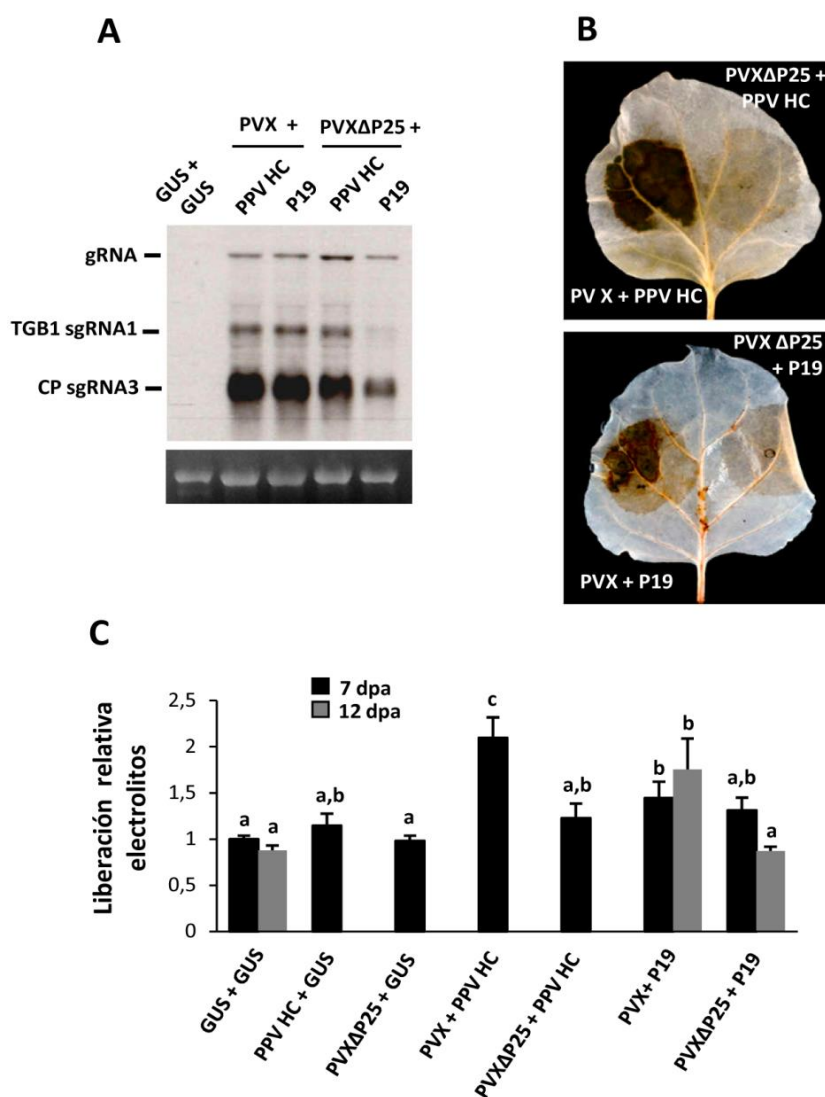 A
B
PVX +
PVXΔP25 +
GUS +
GUS
PPV HC
P19
PPV HC
P19
gRNA
TGB1 sgRNA1
CP sgRNA3
PVXΔP25 +
PPV HC
PV X + PPV HC
PVX ΔP25
+ P19
PVX + P19
C
Liberación relativa
electrolitos
2,5
2
1,5
1
0,5
0
7 dpa
12 dpa
a
a
a,b
a
c
a,b
b
b
a,b
a
GUS + GUS
PPV HC + GUS
PVXΔP25 + GUS
PVX + PPV HC
PVXΔP25 + PPV HC
PVX+ P19
PVXΔP25 + P19